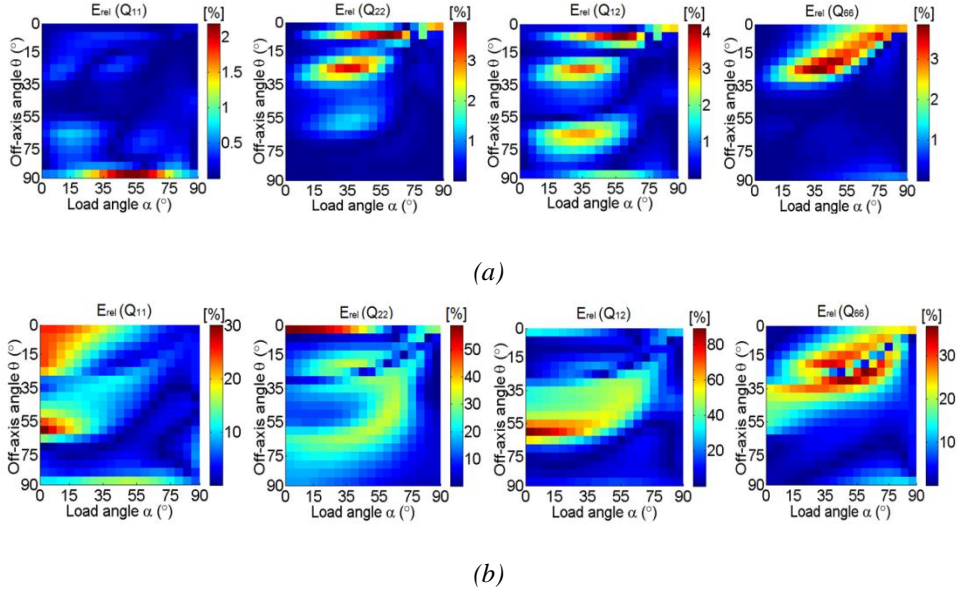 E_rel (Q_11) [%] E_rel (Q_22) [%] E_rel (Q_12) [%] E_rel (Q_66) [%]
Off-axis angle θ (°)
0
15
35
55
75
90
2
1.5
1
0.5
0 15 35 55 75 90
Load angle α (°)
Off-axis angle θ (°)
0
15
35
55
75
90
3
2
1
0 15 35 55 75 90
Load angle α (°)
Off-axis angle θ (°)
0
15
35
55
75
90
4
3
2
1
0 15 35 55 75 90
Load angle α (°)
Off-axis angle θ (°)
0
15
35
55
75
90
3
2
1
0 15 35 55 75 90
Load angle α (°)
(a)
E_rel (Q_11) [%] E_rel (Q_22) [%] E_rel (Q_12) [%] E_rel (Q_66) [%]
Off-axis angle θ (°)
0
15
35
55
75
90
30
20
10
0 15 35 55 75 90
Load angle α (°)
Off-axis angle θ (°)
0
15
35
55
75
90
50
40
30
20
10
0 15 35 55 75 90
Load angle α (°)
Off-axis angle θ (°)
0
15
35
55
75
90
80
60
40
20
0 15 35 55 75 90
Load angle α (°)
Off-axis angle θ (°)
0
15
35
55
75
90
30
20
10
0 15 35 55 75 90
Load angle α (°)
(b)